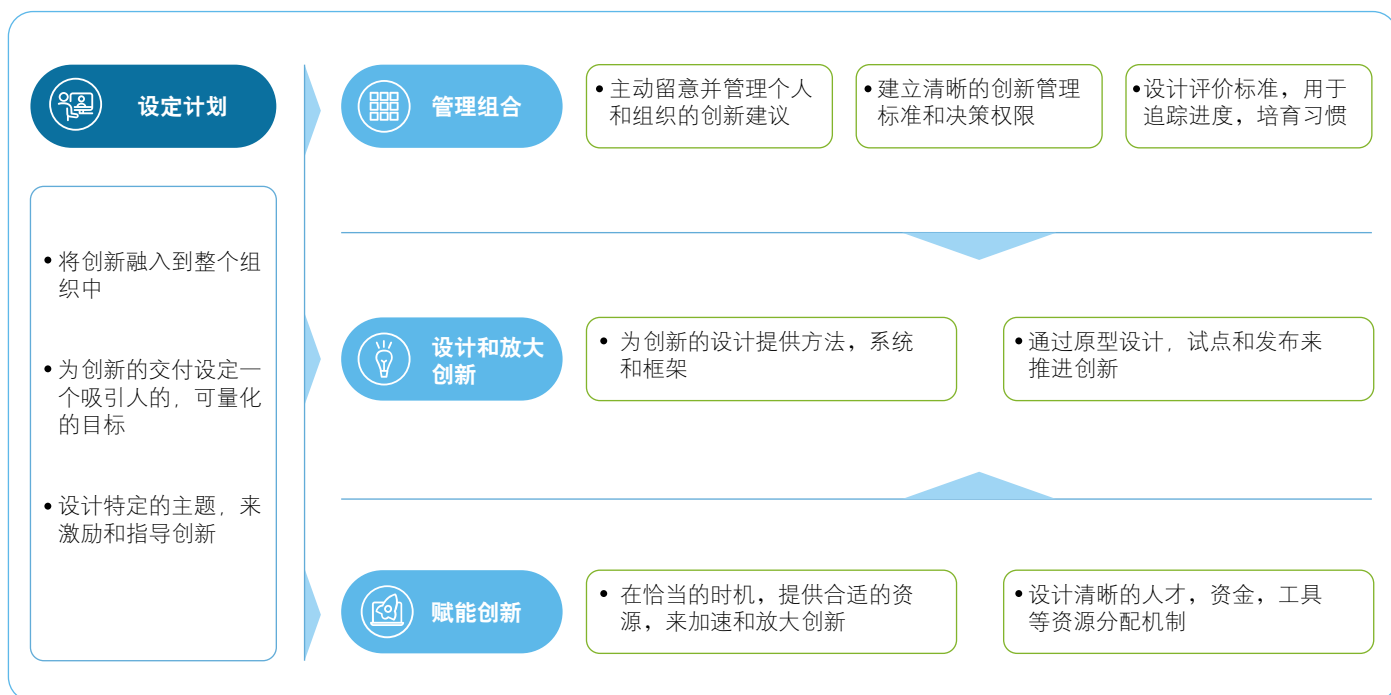 设定计划
将创新融入到整个组
织中
为创新的交付设定一
个吸引人的，可量化
的目标
设计特定的主题，来
激励和指导创新
管理组合
主动留意并管理个人
和组织的创新建议
建立清晰的创新管理
标准和决策权限
设计评价标准，用于
追踪进度，培育习惯
设计和放大
创新
为创新的设计提供方法，系统
和框架
通过原型设计，试点和发布来
推进创新
赋能创新
在恰当的时机，提供合适的资
源，来加速和放大创新
设计清晰的人才，资金，工具
等资源分配机制